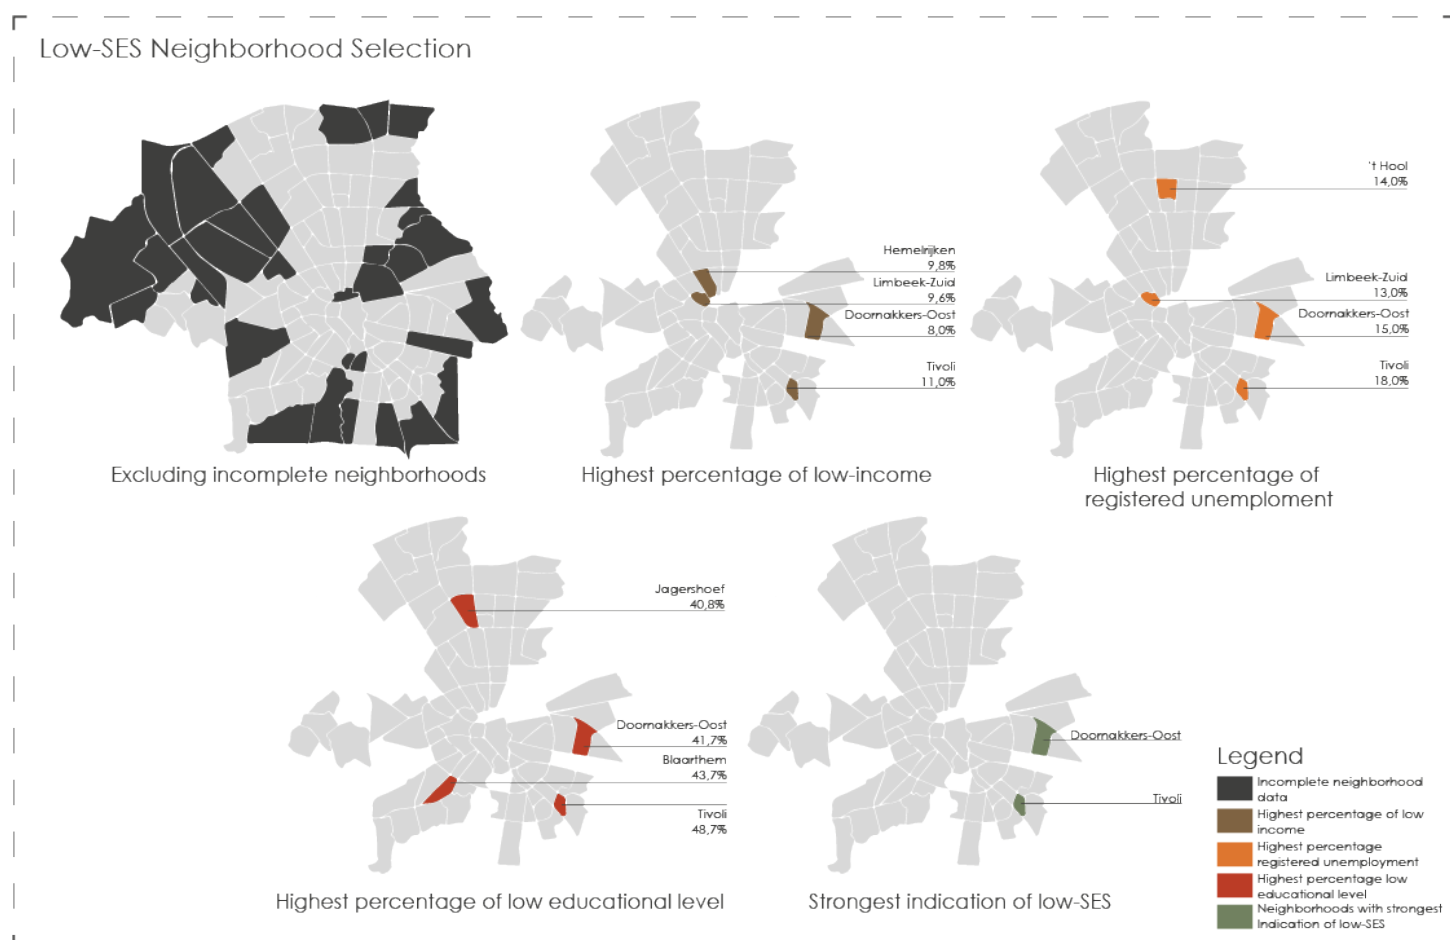 Low-SES Neighborhood Selection
Hemelrijken
9,8%
Limbeek-Zuid
9,6%
Doornakkers-Oost
8,0%
Tivoli
11,0%
't Hool
14,0%
Limbeek-Zuid
13,0%
Doornakkers-Oost
15,0%
Tivoli
18,0%
Excluding incomplete neighborhoods
Highest percentage of low-income
Highest percentage of
registered unemploment
Jagershoef
40,8%
Doornakkers-Oost
41,7%
Blaarthem
43,7%
Tivoli
48,7%
Doornakkers-Oost
Tivoli
Highest percentage of low educational level
Strongest indication of low-SES
Legend
Incomplete neighborhood
data
Highest percentage of low
income
Highest percentage
registered unemployment
Highest percentage low
educational level
Neighborhoods with strongest
Indication of low-SES